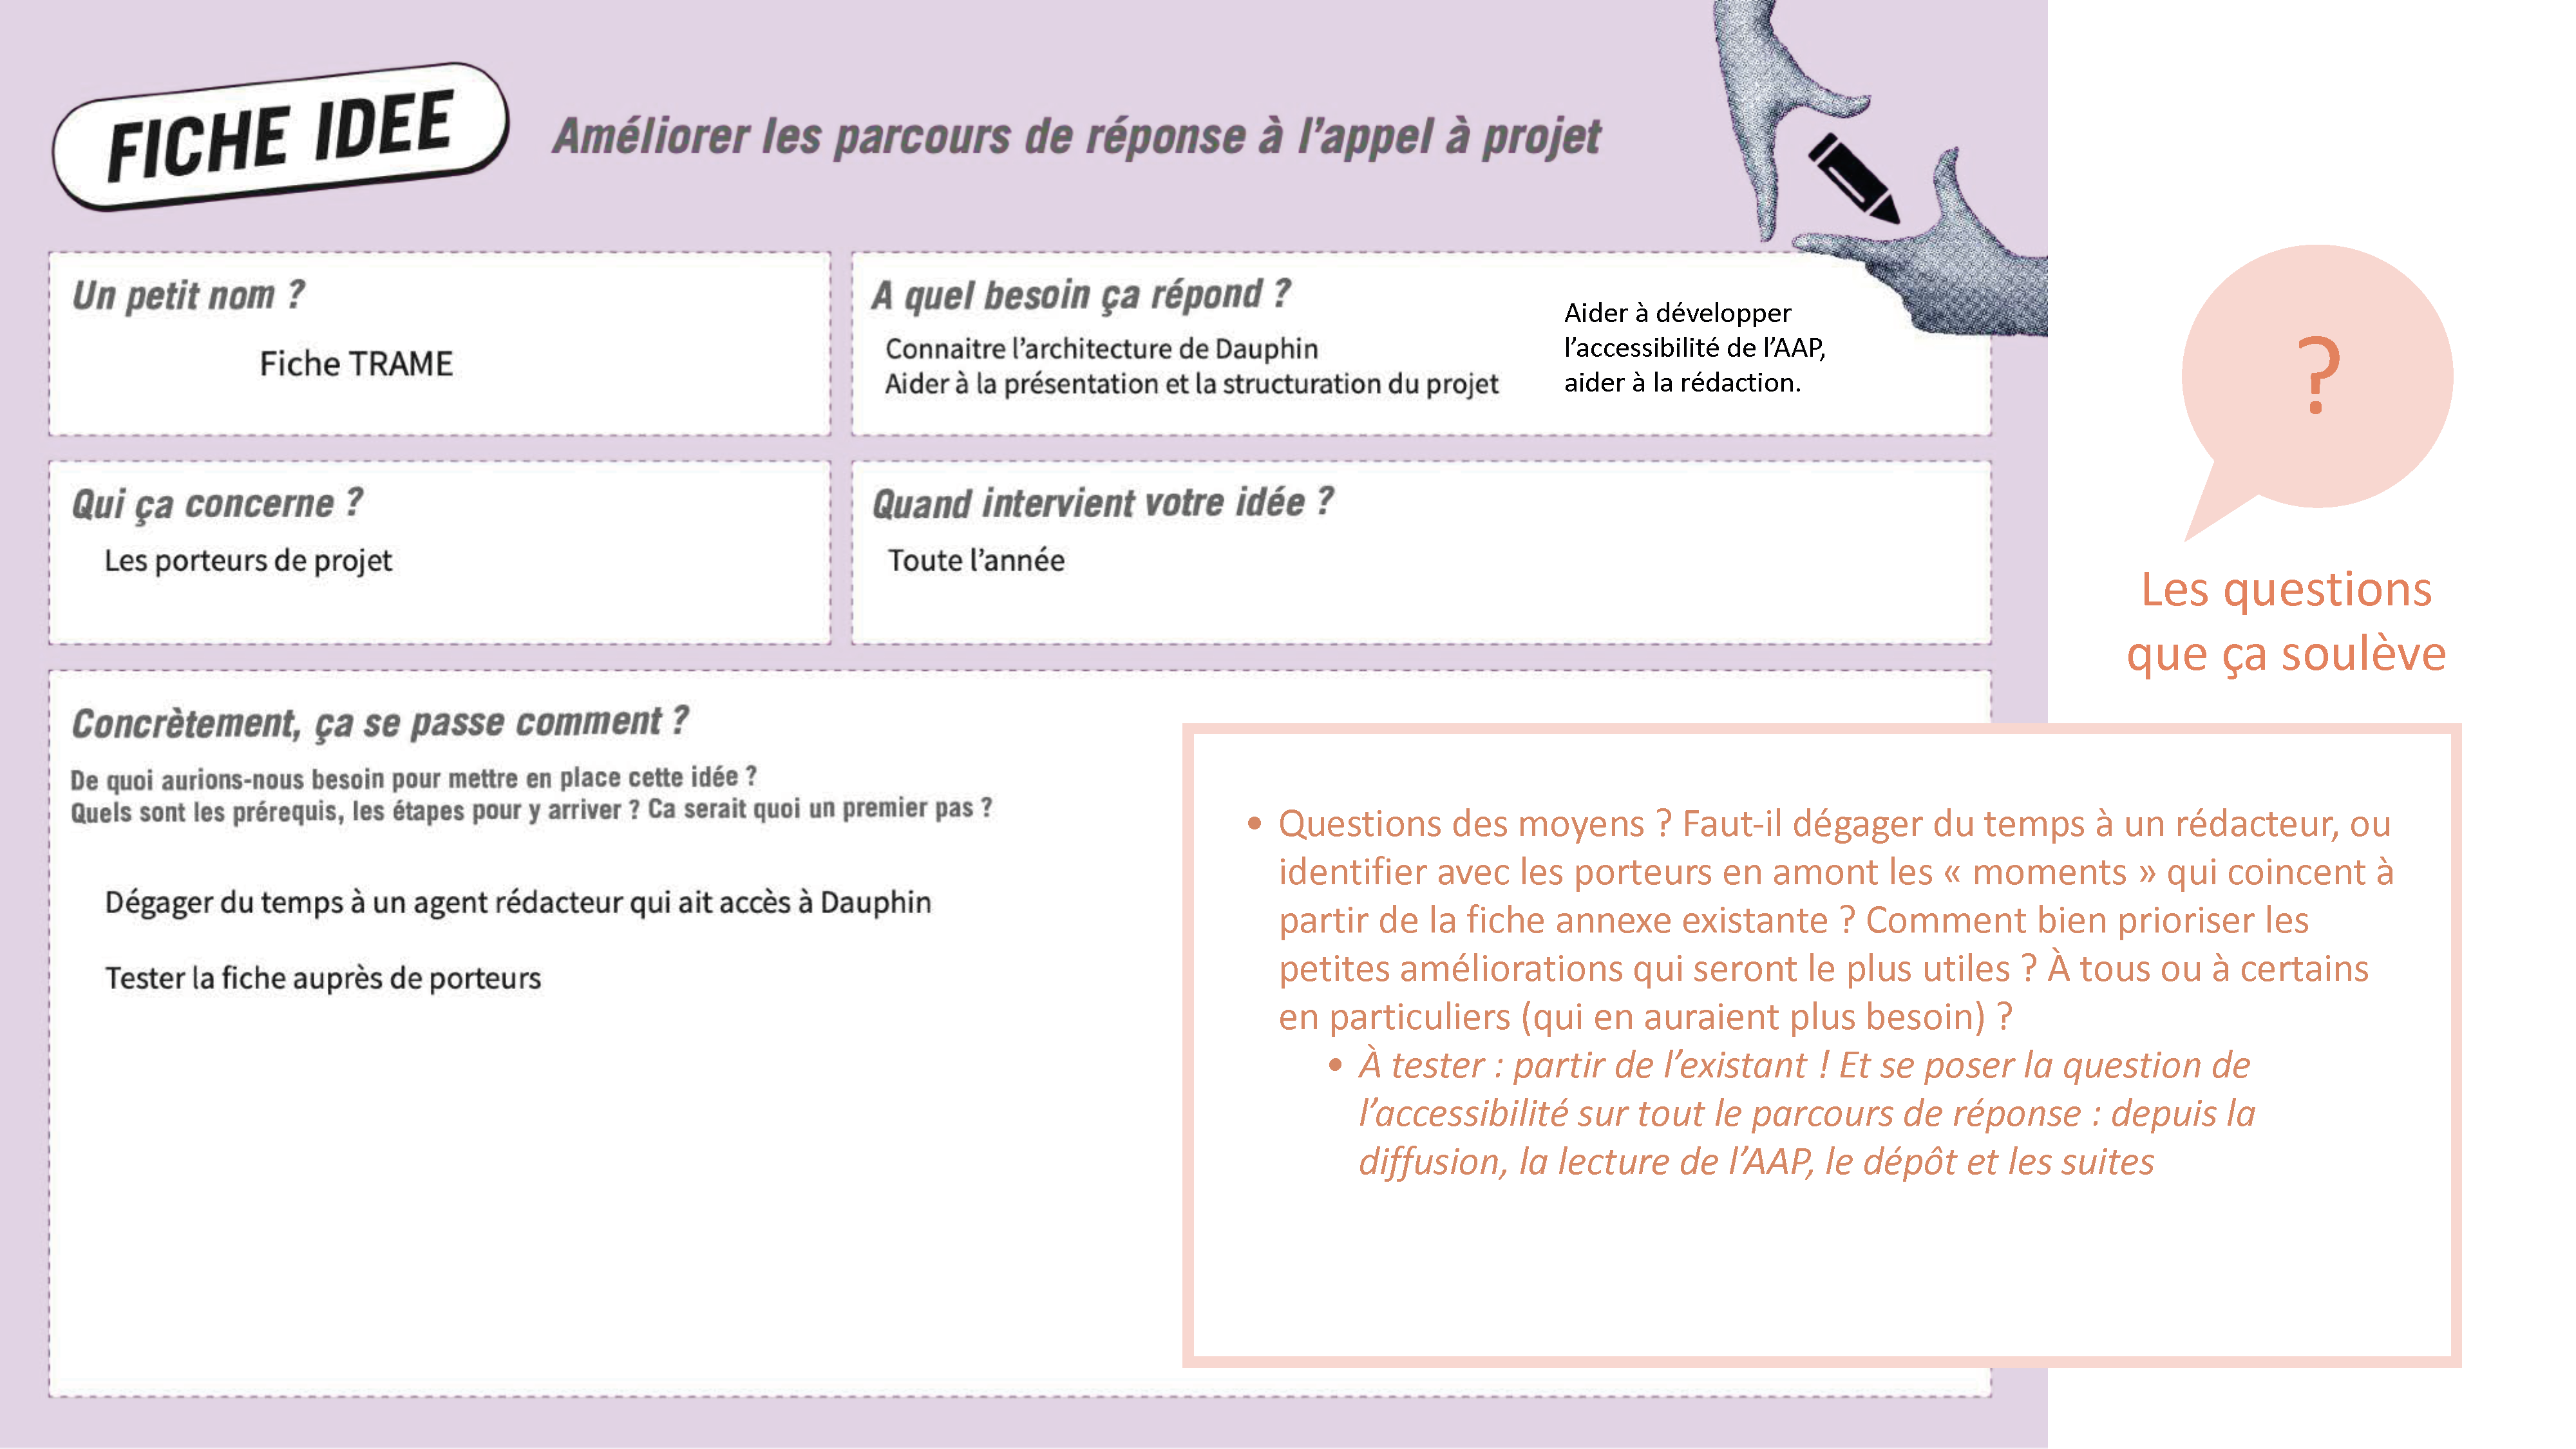 FICHE IDEE
Améliorer les parcours de réponse à l’appel à projet
Un petit nom ?
Fiche TRAME
A quel besoin ça répond ?
Connaitre l’architecture de Dauphin
Aider à la présentation et la structuration du projet
Aider à développer
l’accessibilité de l’AAP,
aider à la rédaction.
Qui ça concerne ?
Les porteurs de projet
Quand intervient votre idée ?
Toute l’année
Concrètement, ça se passe comment ?
De quoi aurions-nous besoin pour mettre en place cette idée ?
Quels sont les prérequis, les étapes pour y arriver ? Ca serait quoi un premier pas ?
Dégager du temps à un agent rédacteur qui ait accès à Dauphin
Tester la fiche auprès de porteurs
?
Les questions
que ça soulève
• Questions des moyens ? Faut-il dégager du temps à un rédacteur, ou
identifier avec les porteurs en amont les « moments » qui coincent à
partir de la fiche annexe existante ? Comment bien prioriser les
petites améliorations qui seront le plus utiles ? À tous ou à certains
en particuliers (qui en auraient plus besoin) ?
• À tester : partir de l’existant ! Et se poser la question de
l’accessibilité sur tout le parcours de réponse : depuis la
diffusion, la lecture de l’AAP, le dépôt et les suites